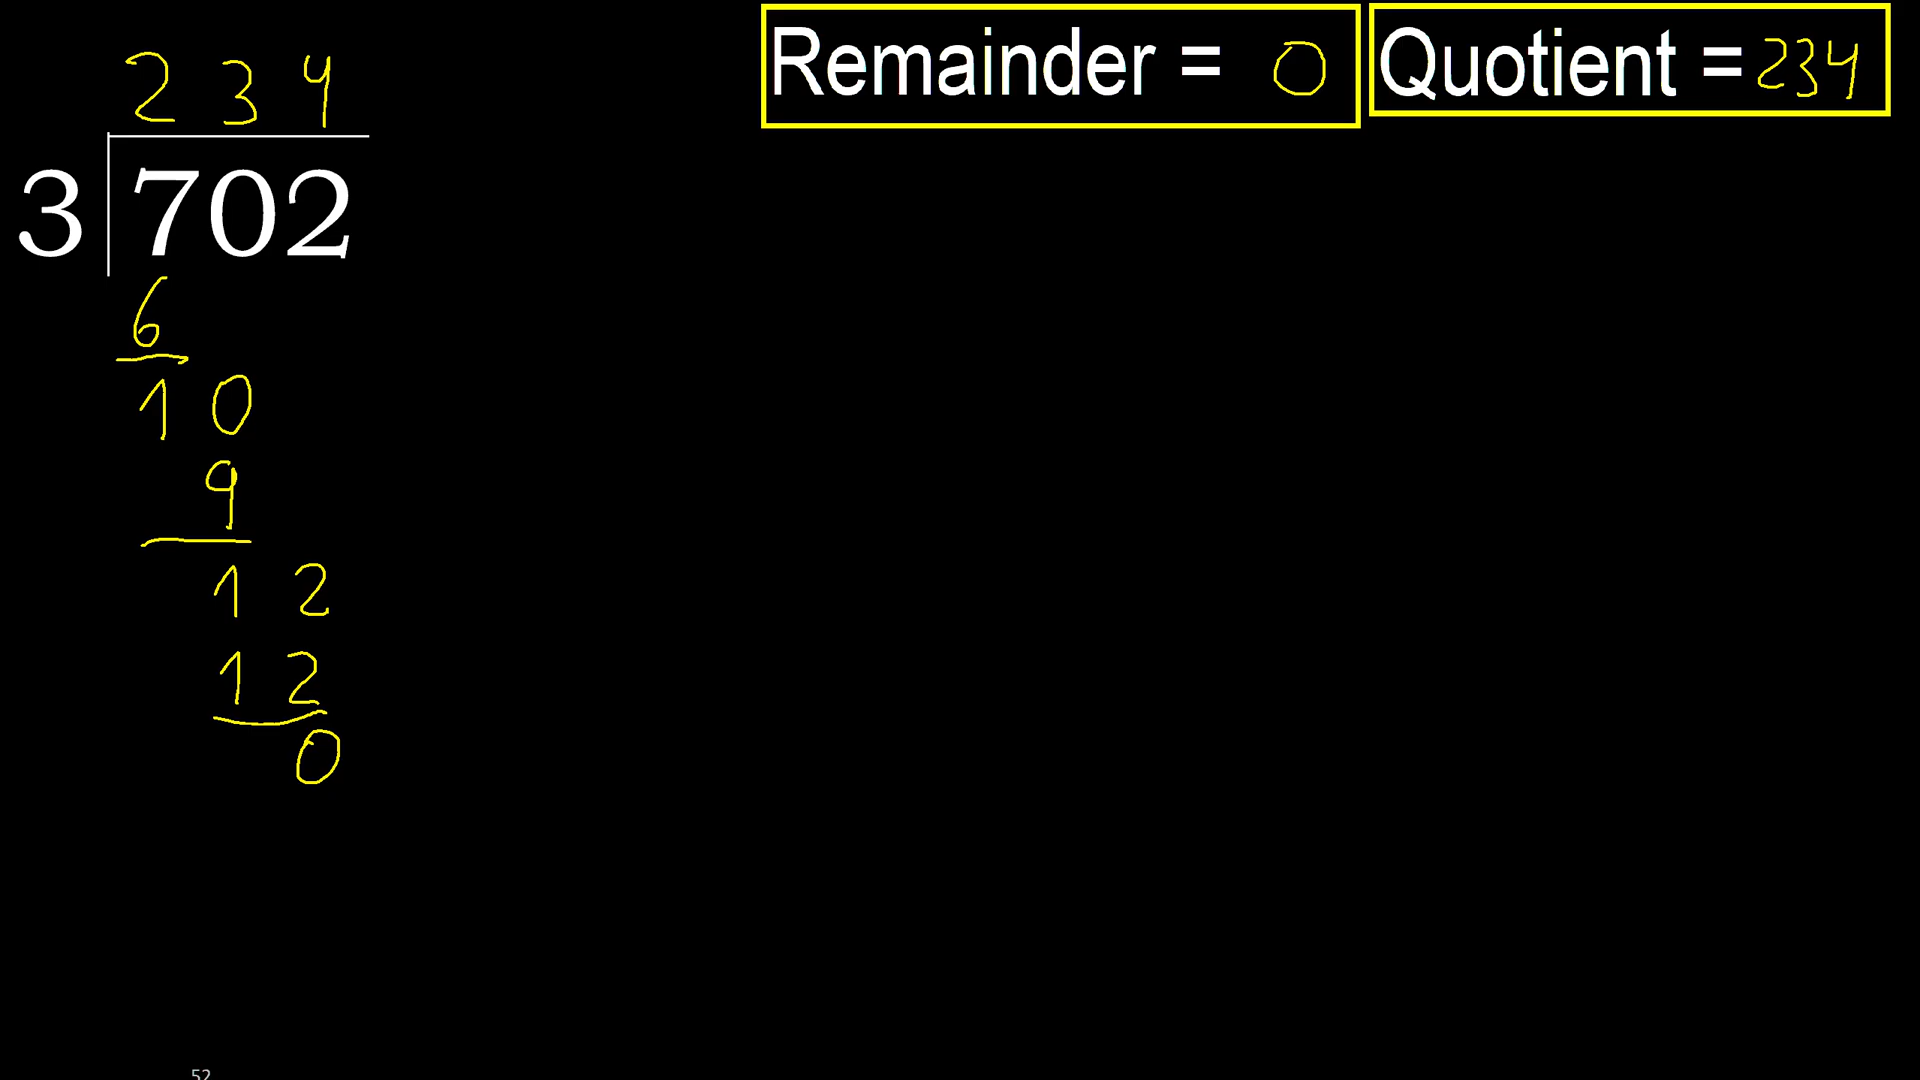 2 3 4
Remainder = 0
Quotient = 234
3 702
6
1 0
9
1 2
1 2
0
52